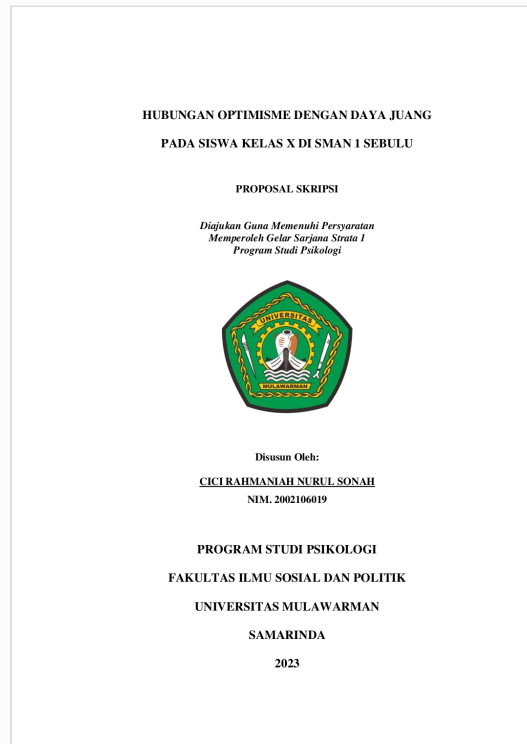 HUBUNGAN OPTIMISME DENGAN DAYA JUANG
PADA SISWA KELAS X DI SMAN 1 SEBULU
PROPOSAL SKRIPSI
Diajukan Guna Memenuhi Persyaratan
Memperoleh Gelar Sarjana Strata I
Program Studi Psikologi
UNIVERSITAS
MULAWARMAN
Disusun Oleh:
CICI RAHMANIAH NURUL SONAH
NIM. 2002106019
PROGRAM STUDI PSIKOLOGI
FAKULTAS ILMU SOSIAL DAN POLITIK
UNIVERSITAS MULAWARMAN
SAMARINDA
2023